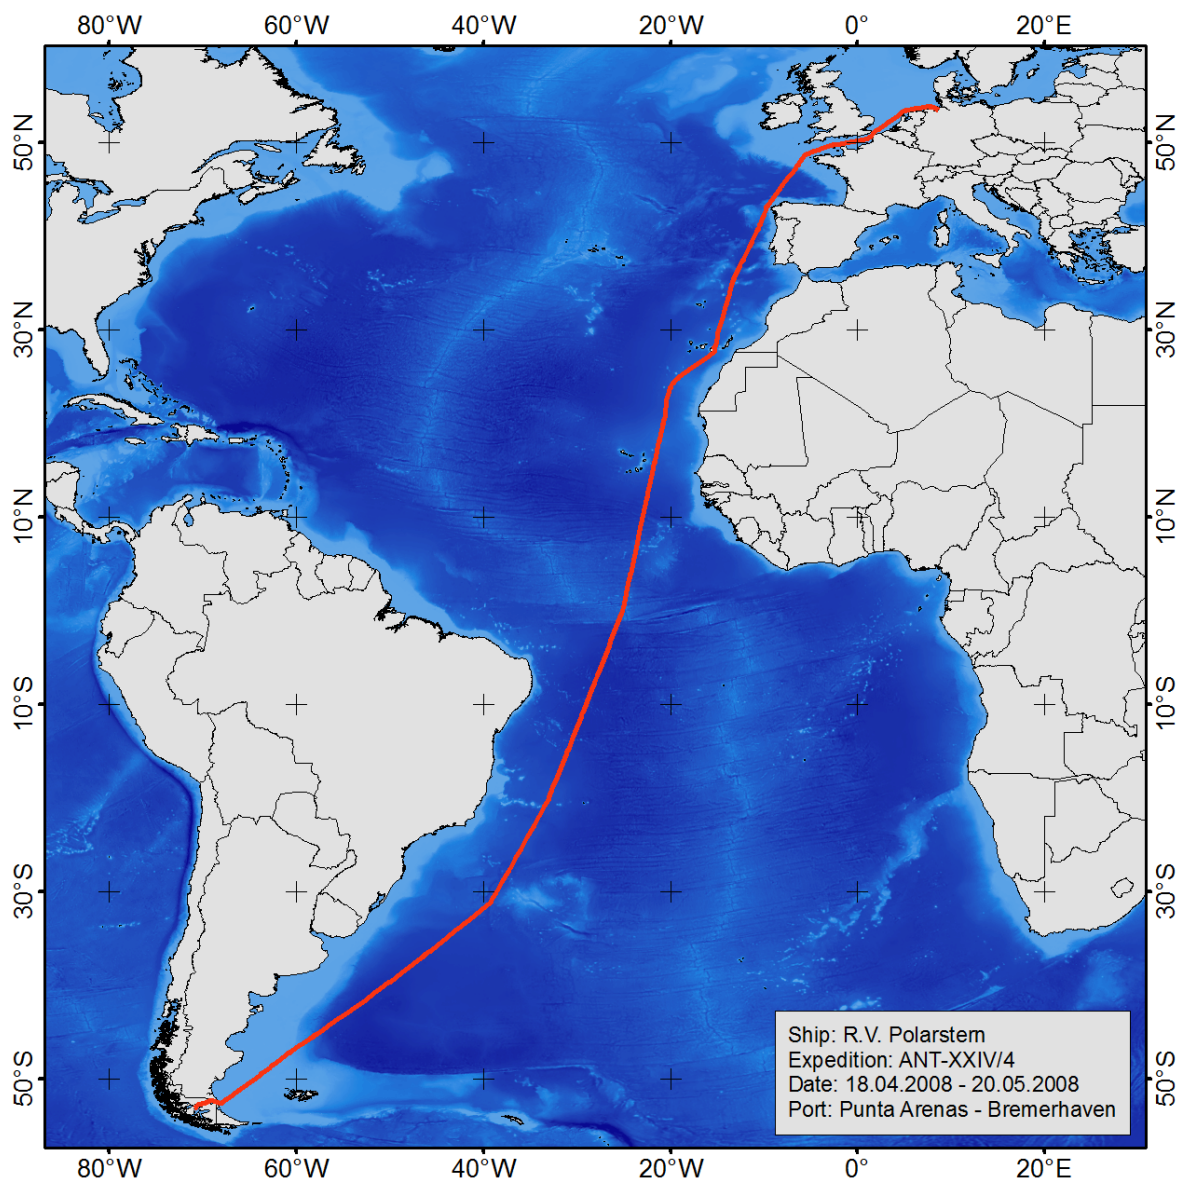 80°W 60°W 40°W 20°W 0° 20°E
50°N 50°N
30°N 30°N
10°N 10°N
10°S 10°S
30°S 30°S
50°S 50°S
Ship: R.V. Polarstern
Expedition: ANT-XXIV/4
Date: 18.04.2008 - 20.05.2008
Port: Punta Arenas - Bremerhaven
80°W 60°W 40°W 20°W 0° 20°E